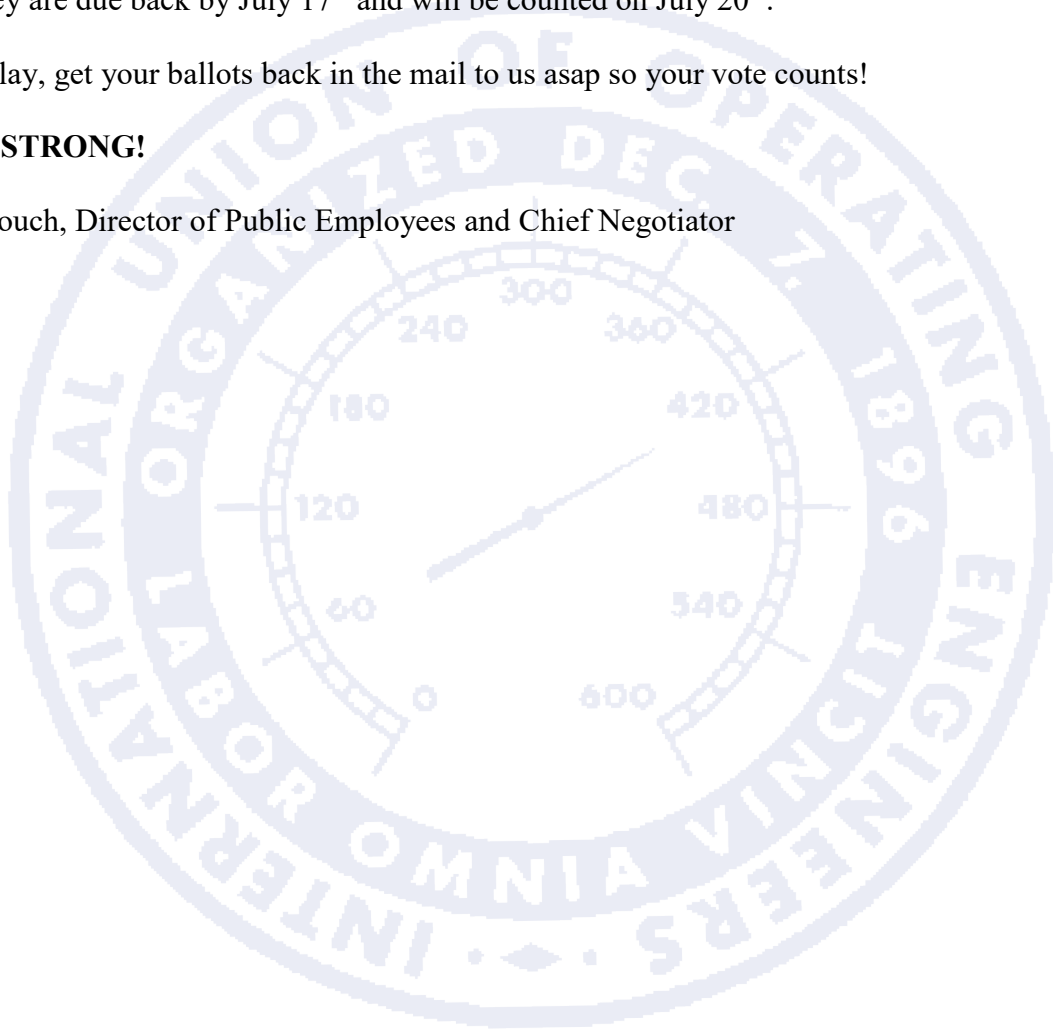 are due back by July 17 and will be counted on July 20 .
get your ballots back in the mail to us asap so your vote counts!
STRONG!
Director of Public Employees and Chief Negotiator
INTERNATIONAL UNION OF OPERATING ENGINEERS
ORGANIZED DEC. 7. 1896
LABOR OMNIA VINCIT
300
240
360
180
420
120
480
60
540
0
600